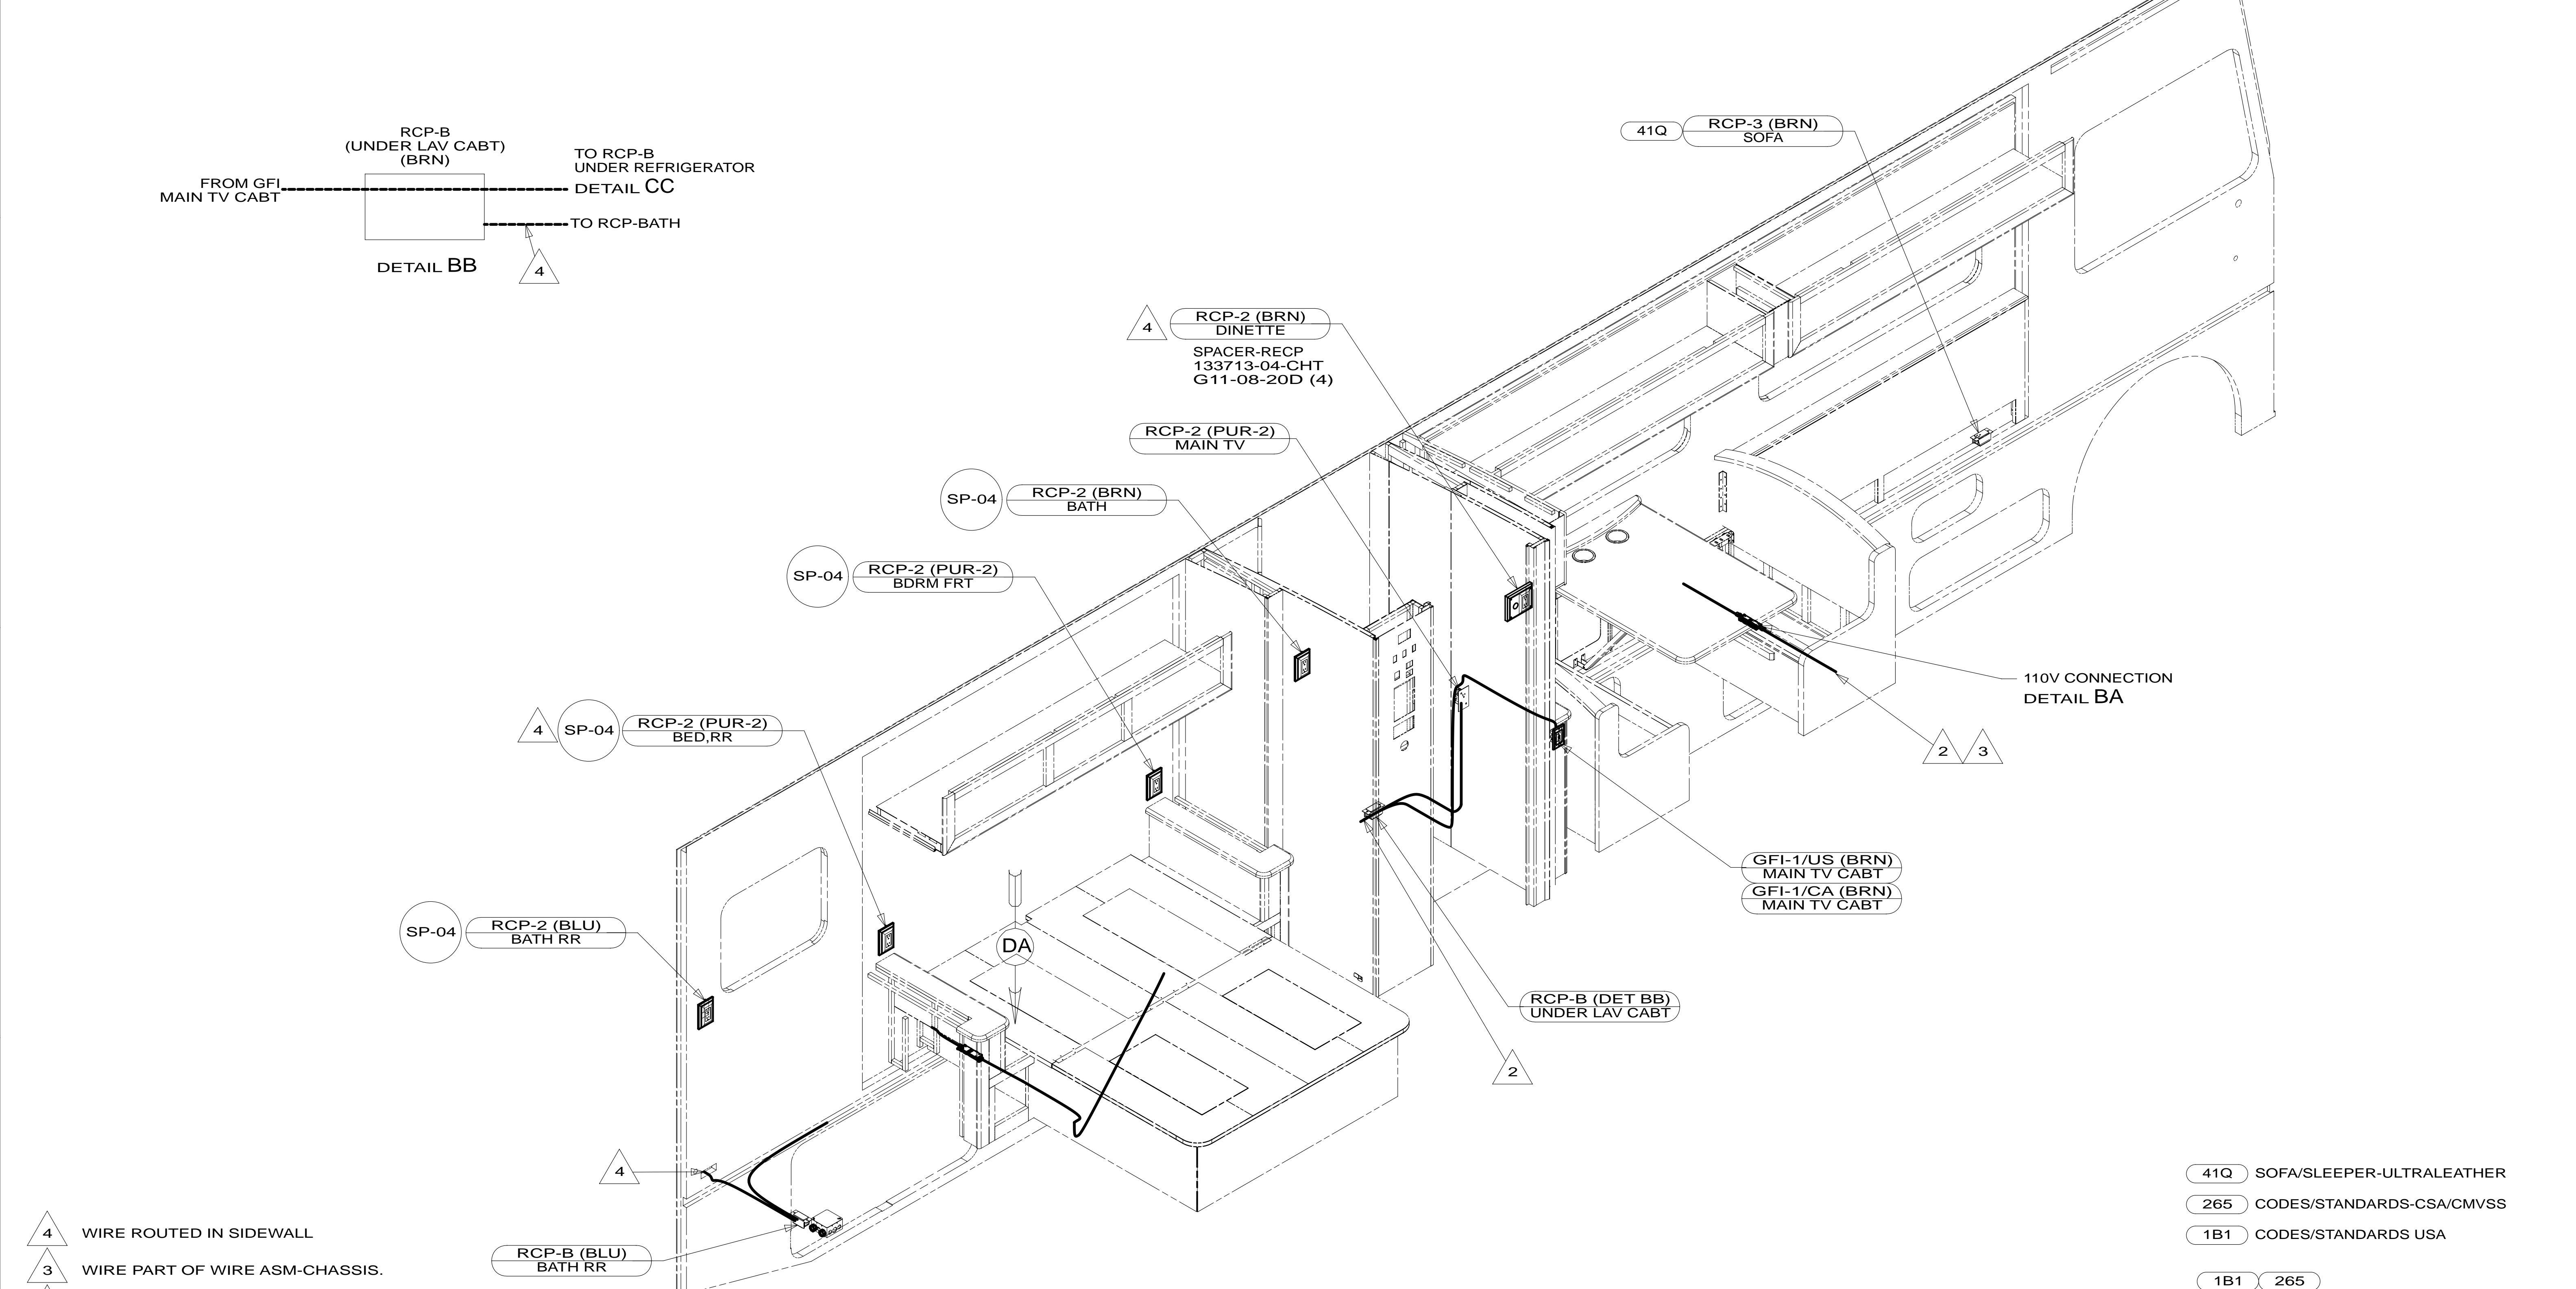 RCP-B
(UNDER LAV CABT)
(BRN)
FROM GFI
MAIN TV CABT
TO RCP-B
UNDER REFRIGERATOR
DETAIL CC
TO RCP-BATH
DETAIL BB
4
41Q
RCP-3 (BRN)
SOFA
4
RCP-2 (BRN)
DINETTE
SPACER-RECP
133713-04-CHT
G11-08-20D (4)
RCP-2 (PUR-2)
MAIN TV
SP-04
RCP-2 (BRN)
BATH
SP-04
RCP-2 (PUR-2)
BDRM FRT
4
SP-04
RCP-2 (PUR-2)
BED,RR
SP-04
RCP-2 (BLU)
BATH RR
DA
110V CONNECTION
DETAIL BA
2
3
GFI-1/US (BRN)
MAIN TV CABT
GFI-1/CA (BRN)
MAIN TV CABT
RCP-B (DET BB)
UNDER LAV CABT
2
4
RCP-B (BLU)
BATH RR
4 WIRE ROUTED IN SIDEWALL
3 WIRE PART OF WIRE ASM-CHASSIS.
41Q SOFA/SLEEPER-ULTRALEATHER
265 CODES/STANDARDS-CSA/CMVSS
1B1 CODES/STANDARDS USA
1B1 265